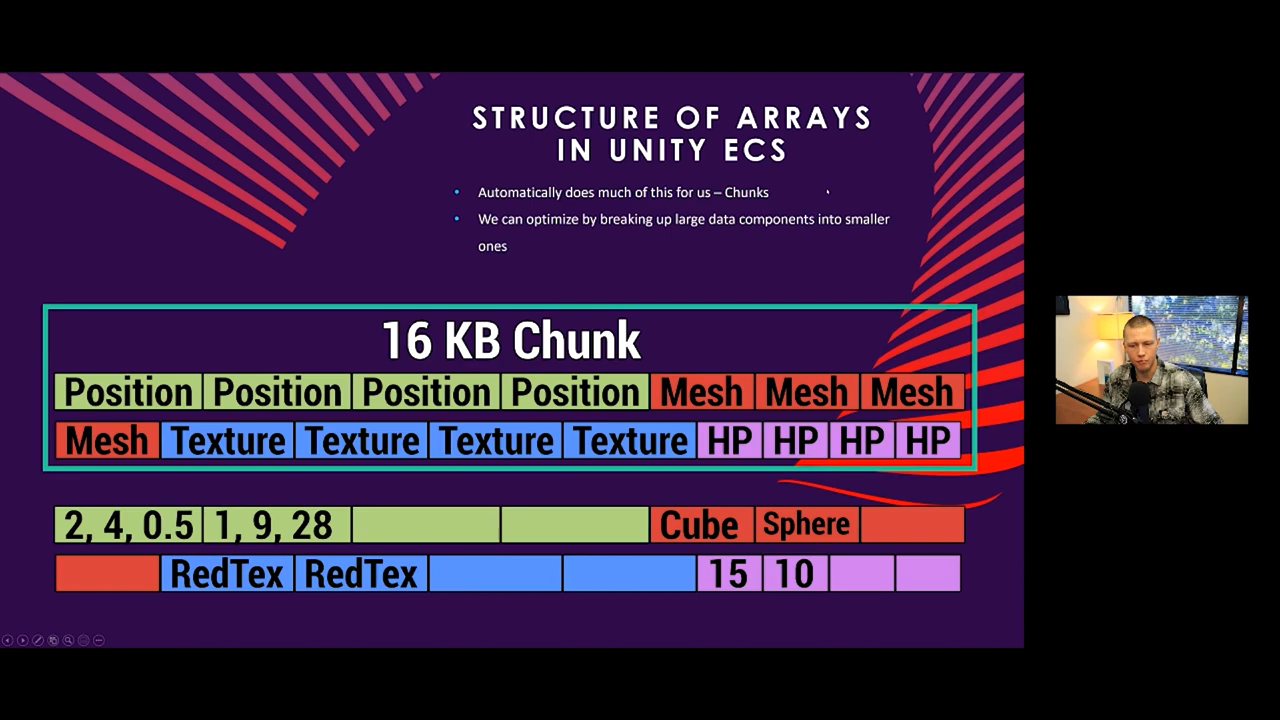 STRUCTURE OF ARRAYS
IN UNITY ECS
• Automatically does much of this for us – Chunks
• We can optimize by breaking up large data components into smaller
ones
16 KB Chunk
Position Position Position Position Mesh Mesh Mesh
Mesh Texture Texture Texture Texture HP HP HP HP
2, 4, 0.5 1, 9, 28 Cube Sphere
RedTex RedTex 15 10